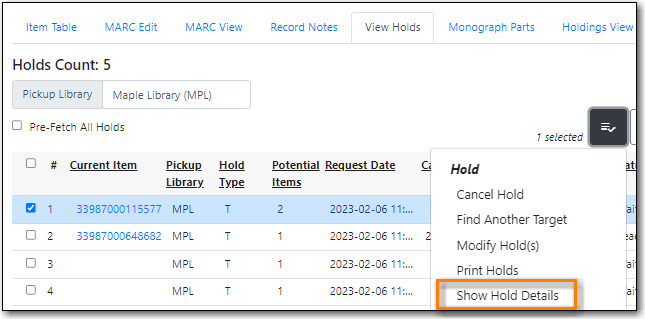 Item Table MARC Edit MARC View Record Notes View Holds Monograph Parts Holdings View
Holds Count: 5
Pickup Library Maple Library (MPL)
Pre-Fetch All Holds
1 selected
# Current Item Pickup Library Hold Type Potential Items Request Date Ca
Hold
1 33987000115577 MPL T 2 2023-02-06 11:...
Cancel Hold
Find Another Target
2 33987000648682 MPL T 1 2023-02-06 11:... 2
Modify Hold(s)
3 MPL T 1 2023-02-06 11:...
Print Holds
4 MPL T 1 2023-02-06 11:...
Show Hold Details